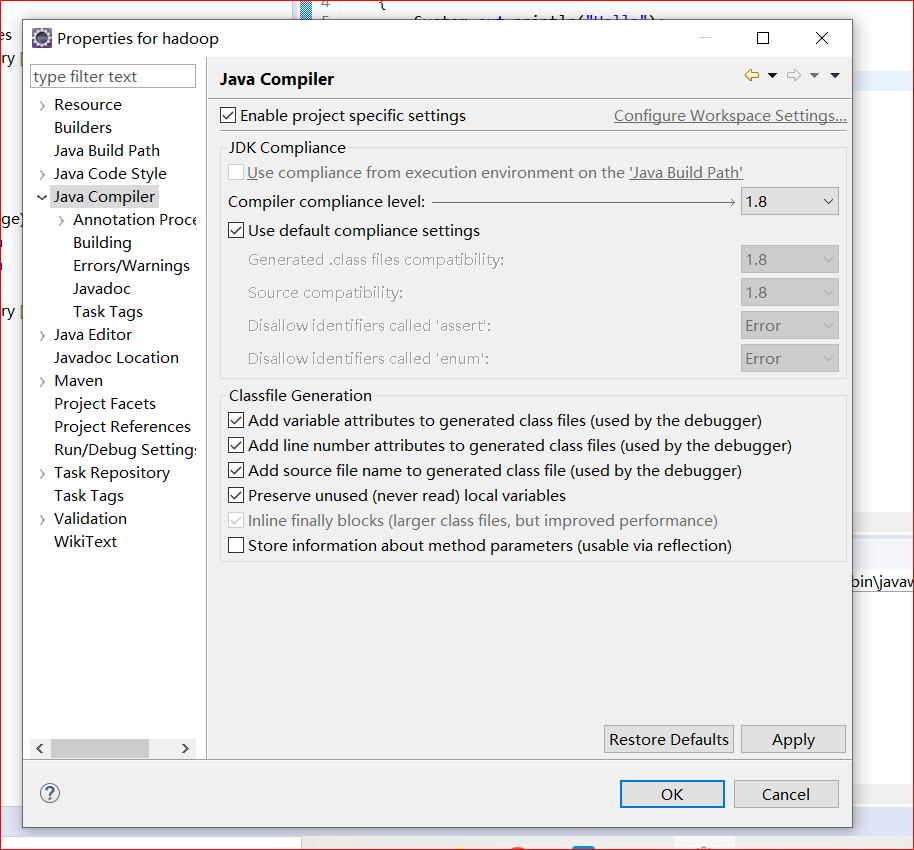 4
{
es
Properties for hadoop
ry [
type filter text
Java Compiler
Resource
Enable project specific settings
Configure Workspace Settings...
Builders
Java Build Path
JDK Compliance
Java Code Style
Use compliance from execution environment on the 'Java Build Path'
Java Compiler
Compiler compliance level:
1.8
ge)
Annotation Proce
Use default compliance settings
Building
Generated .class files compatibility:
1.8
Errors/Warnings
Javadoc
Source compatibility:
1.8
ry [
Task Tags
Disallow identifiers called 'assert':
Error
Java Editor
Javadoc Location
Disallow identifiers called 'enum':
Error
Maven
Project Facets
Classfile Generation
Project References
Add variable attributes to generated class files (used by the debugger)
Run/Debug Settings
Add line number attributes to generated class files (used by the debugger)
Task Repository
Add source file name to generated class file (used by the debugger)
Task Tags
Preserve unused (never read) local variables
Validation
Inline finally blocks (larger class files, but improved performance)
WikiText
Store information about method parameters (usable via reflection)
bin\javaw
Restore Defaults
Apply
OK
Cancel